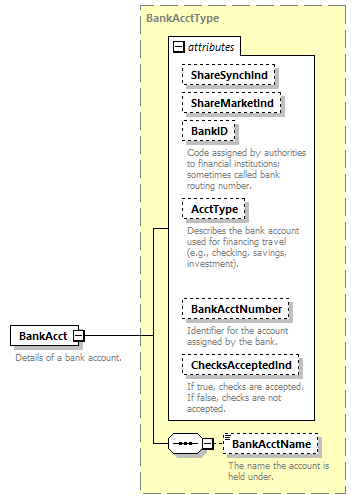 BankAcctType
attributes
ShareSynchInd
ShareMarketInd
BankID
Code assigned by authorities
to financial institutions;
sometimes called bank
routing number.
AcctType
Describes the bank account
used for financing travel
(e.g., checking, savings,
investment).
BankAcctNumber
Identifier for the account
assigned by the bank.
ChecksAcceptedInd
If true, checks are accepted.
If false, checks are not
accepted.
BankAcct
Details of a bank account.
BankAcctName
The name the account is
held under.